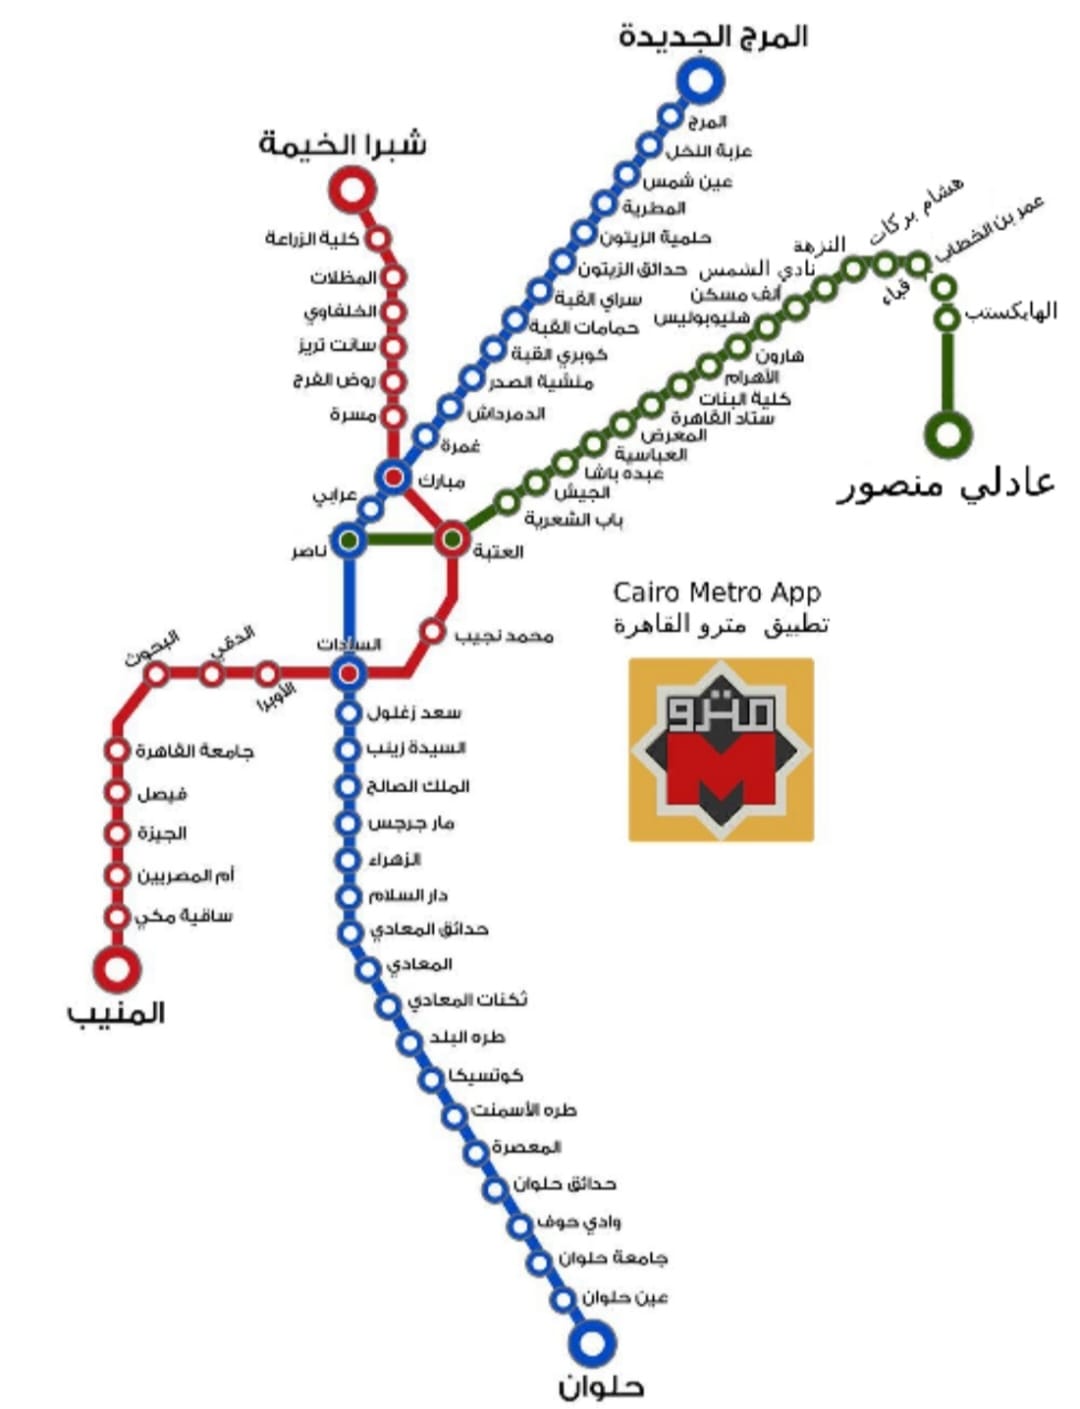 المرج الجديدة
المرج
عزبة النخل
عين شمس
المطرية
حلمية الزيتون
حدائق الزيتون
سراي القبة
حمامات القبة
كوبري القبة
منشية الصدر
الدمرداش
غمرة
مبارك
عرابي
ناصر
السادات
سعد زغلول
السيدة زينب
الملك الصالح
مار جرجس
الزهراء
دار السلام
حدائق المعادي
المعادي
ثكنات المعادي
طره البلد
كوتسيكا
طره الأسمنت
المعصرة
حدائق حلوان
وادي حوف
جامعة حلوان
عين حلوان
حلوان
شبرا الخيمة
كلية الزراعة
المظلات
الخلفاوي
سانت تريز
روض الفرج
مسرة
العتبة
محمد نجيب
الأوبرا
الدقي
البحوث
جامعة القاهرة
فيصل
الجيزة
أم المصريين
ساقية مكي
المنيب
باب الشعرية
الجيش
عبده باشا
العباسية
المعرض
ستاد القاهرة
كلية البنات
الأهرام
هارون
هليوبوليس
ألف مسكن
نادي الشمس
النزهة
هشام بركات
قباء
عمر بن الخطاب
الهايكستب
عادلي منصور
Cairo Metro App
تطبيق مترو القاهرة
مترو
M